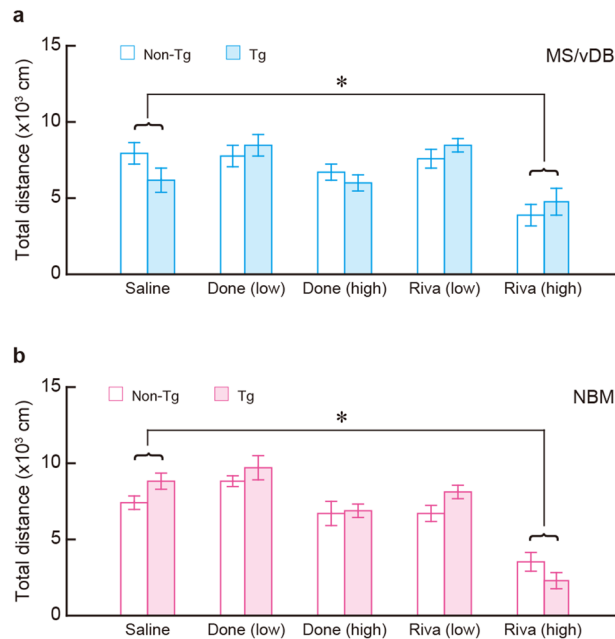 a
Non-Tg Tg MS/vDB
*
Total distance (x10³ cm)
15
10
5
0
Saline Done (low) Done (high) Riva (low) Riva (high)
b
Non-Tg Tg NBM
*
Total distance (x10³ cm)
15
10
5
0
Saline Done (low) Done (high) Riva (low) Riva (high)